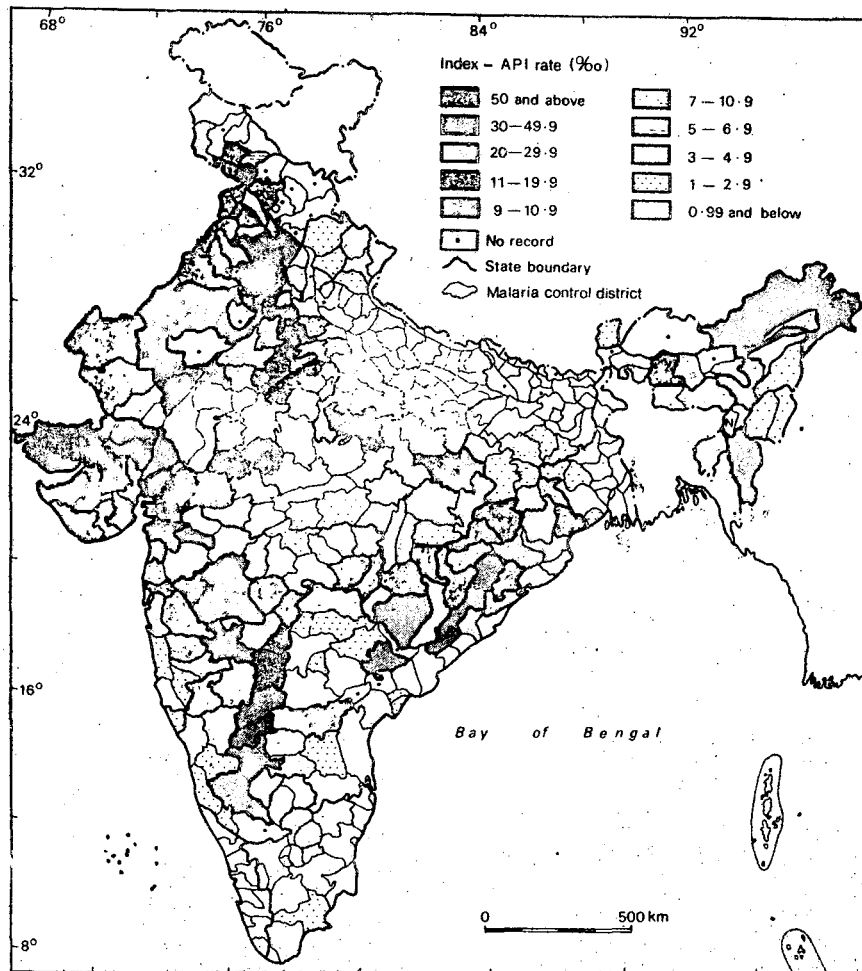 68° 76° 84° 92°
Index – API rate (‰)
50 and above
30—49·9
20—29·9
11—19·9
9—10·9
7—10·9
5—6·9
3—4·9
1—2·9
0·99 and below
No record
State boundary
Malaria control district
32°
24°
16°
8°
Bay of Bengal
0 500 km